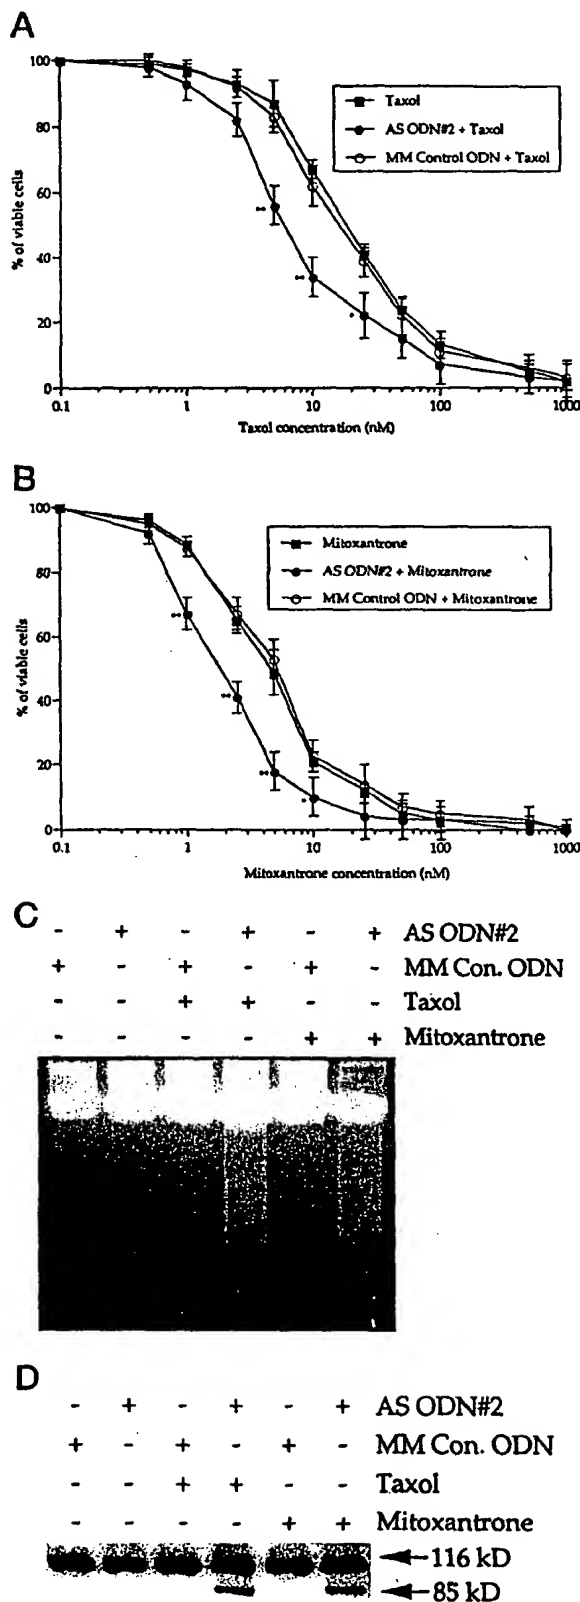 A
100
80
60
40
20
0
% of viable cells
Taxol
AS ODN#2 + Taxol
MM Control ODN + Taxol
**
**
*
0.1 1 10 100 1000
Taxol concentration (nM)
B
100
80
60
40
20
0
% of viable cells
Mitoxantrone
AS ODN#2 + Mitoxantrone
MM Control ODN + Mitoxantrone
**
**
**
*
0.1 1 10 100 1000
Mitoxantrone concentration (nM)
C
- + - + - + AS ODN#2
+ - + - + - MM Con. ODN
- - + + - - Taxol
- - - - + + Mitoxantrone
D
- + - + - + AS ODN#2
+ - + - + - MM Con. ODN
- - + + - - Taxol
- - - - + + Mitoxantrone
116 kD
85 kD